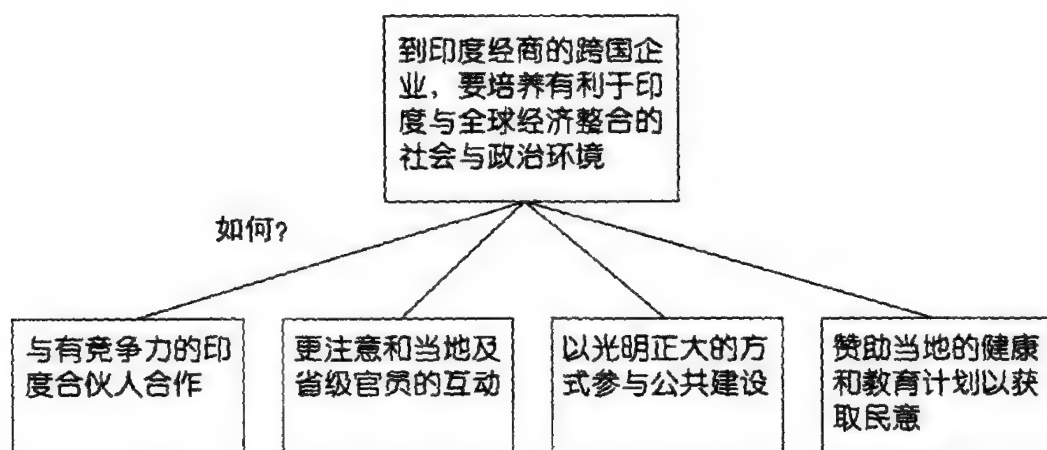 到印度经商的跨国企
业，要培养有利于印
度与全球经济整合的
社会与政治环境
如何?
与有竞争力的印
度合伙人合作
更注意和当地及
省级官员的互动
以光明正大的方
式参与公共建设
赞助当地的健康
和教育计划以获
取民意